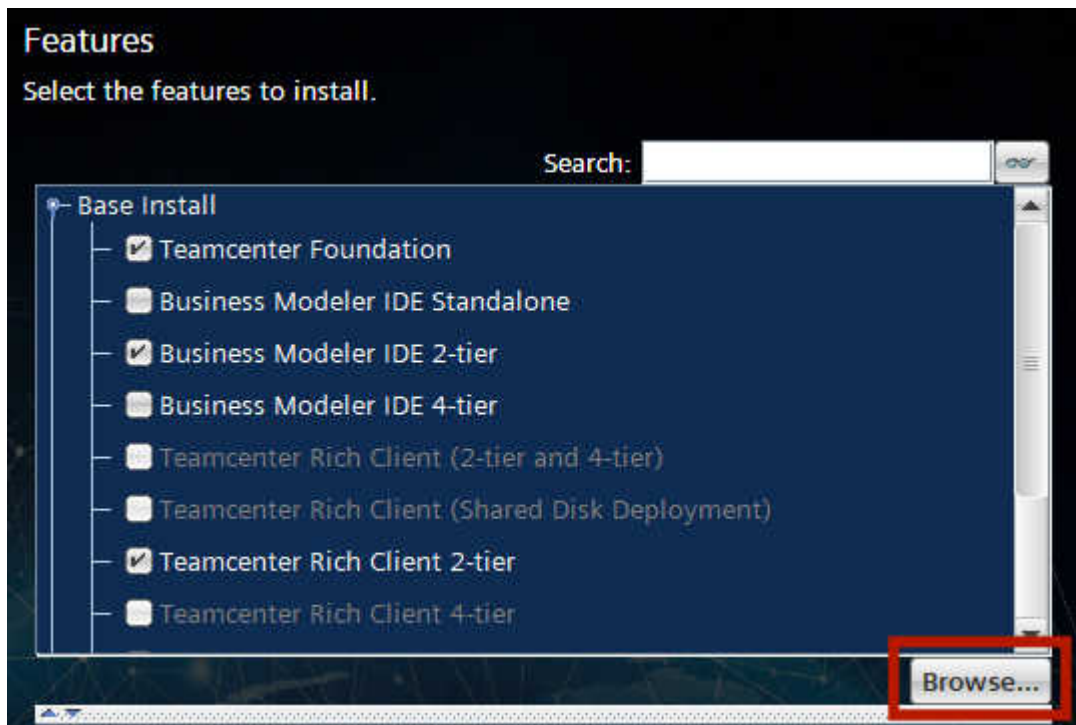 Features
Select the features to install.
Search:
Base Install
Teamcenter Foundation
Business Modeler IDE Standalone
Business Modeler IDE 2-tier
Business Modeler IDE 4-tier
Teamcenter Rich Client (2-tier and 4-tier)
Teamcenter Rich Client (Shared Disk Deployment)
Teamcenter Rich Client 2-tier
Teamcenter Rich Client 4-tier
Browse...